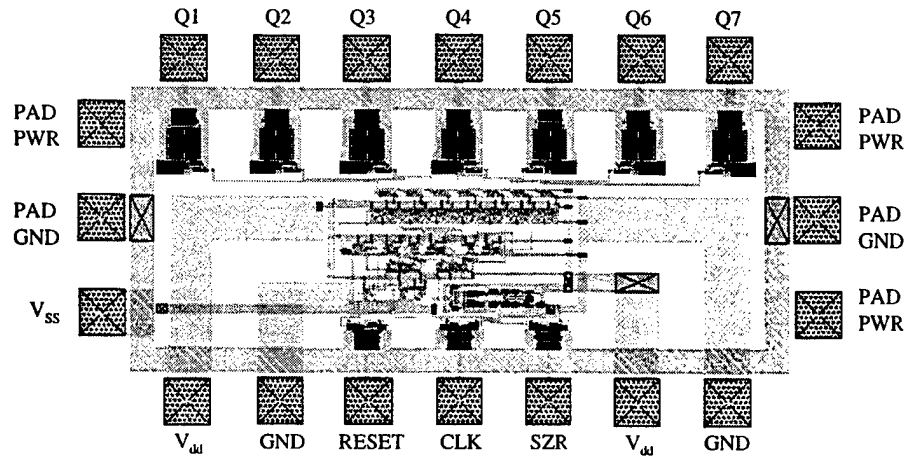 Q1 Q2 Q3 Q4 Q5 Q6 Q7
PAD
PWR
PAD
PWR
PAD
GND
PAD
GND
V_SS
PAD
PWR
V_dd GND RESET CLK SZR V_dd GND